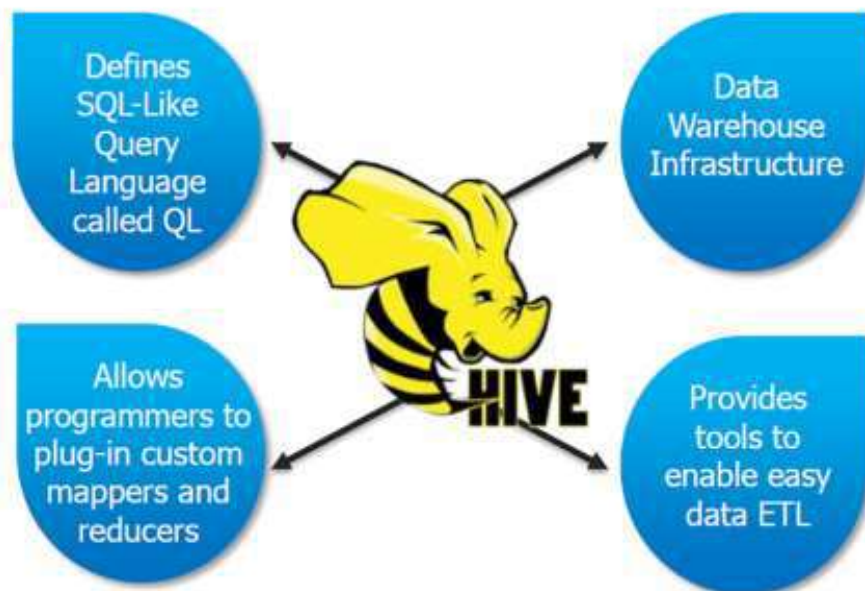 Defines
SQL-Like
Query
Language
called QL
Data
Warehouse
Infrastructure
HIVE
Allows
programmers to
plug-in custom
mappers and
reducers
Provides
tools to
enable easy
data ETL